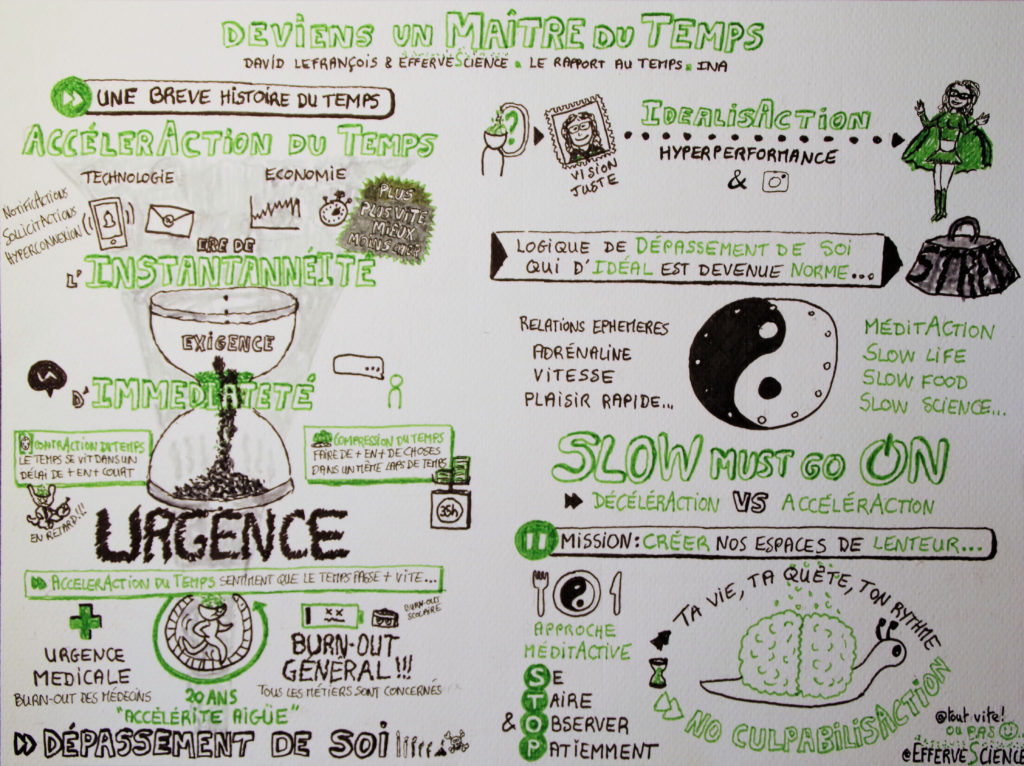 DEVIENS UN MAÎTRE DU TEMPS
DAVID LEFRANÇOIS & EFFERVESCIENCE. LE RAPPORT AU TEMPS. INA
UNE BREVE HISTOIRE DU TEMPS
ACCÉLERACTION DU TEMPS
TECHNOLOGIE
ECONOMIE
NOTIFICACTIONS
SOLLICITACTIONS
HYPERCONNEXION
PLUS
PLUS VITE
MIEUX
MOINS CHER
ERE DE
L'INSTANTANNÉITÉ
EXIGENCE
D'IMMEDIATETÉ
CONTRACTION DU TEMPS
LE TEMPS SE VIT DANS UN
DÉLAI DE + EN + COURT
EN RETARD!!!
COMPRESSION DU TEMPS
FAIRE DE + EN + DE CHOSES
DANS UN MÊME LAPS DE TEMPS
35h
URGENCE
ACCELERACTION DU TEMPS SENTIMENT QUE LE TEMPS PASSE + VITE...
URGENCE
MEDICALE
BURN-OUT DES MÉDECINS
20 ANS
"ACCÉLÉRITE AIGÜE"
BURN-OUT
SCOLAIRE
BURN-OUT
GÉNÉRAL!!!
TOUS LES MÉTIERS SONT CONCERNÉS
DÉPASSEMENT DE SOI
?
VISION
JUSTE
IDEALISACTION
HYPERPERFORMANCE
&
LOGIQUE DE DÉPASSEMENT DE SOI
QUI D'IDÉAL EST DEVENUE NORME...
RELATIONS EPHEMERES
ADRÉNALINE
VITESSE
PLAISIR RAPIDE...
MÉDITACTION
SLOW LIFE
SLOW FOOD
SLOW SCIENCE...
SLOW MUST GO ON
DÉCÉLÉRACTION VS ACCÉLÉRACTION
MISSION: CRÉER NOS ESPACES DE LENTEUR...
APPROCHE
MÉDITACTIVE
SE
TAIRE
& OBSERVER
PATIEMMENT
TA VIE, TA QUÊTE, TON RYTHME
NO CULPABILISACTION
@tout vite!
OU PAS
@EFFERVESCIENCE